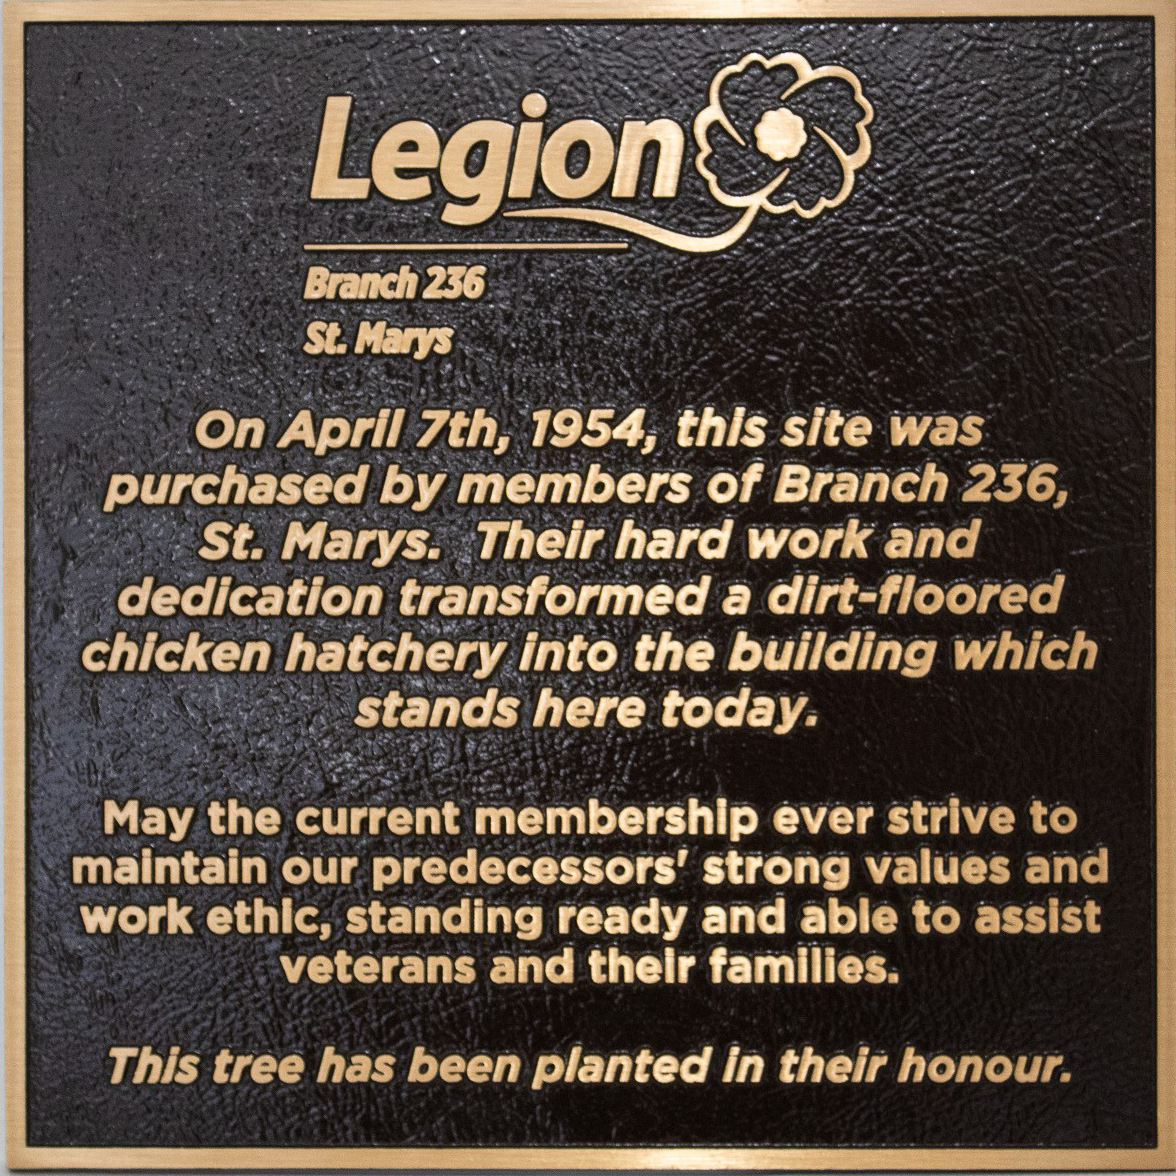 Legion
Branch 236
St. Marys
On April 7th, 1954, this site was
purchased by members of Branch 236,
St. Marys.  Their hard work and
dedication transformed a dirt-floored
chicken hatchery into the building which
stands here today.
May the current membership ever strive to
maintain our predecessors' strong values and
work ethic, standing ready and able to assist
veterans and their families.
This tree has been planted in their honour.